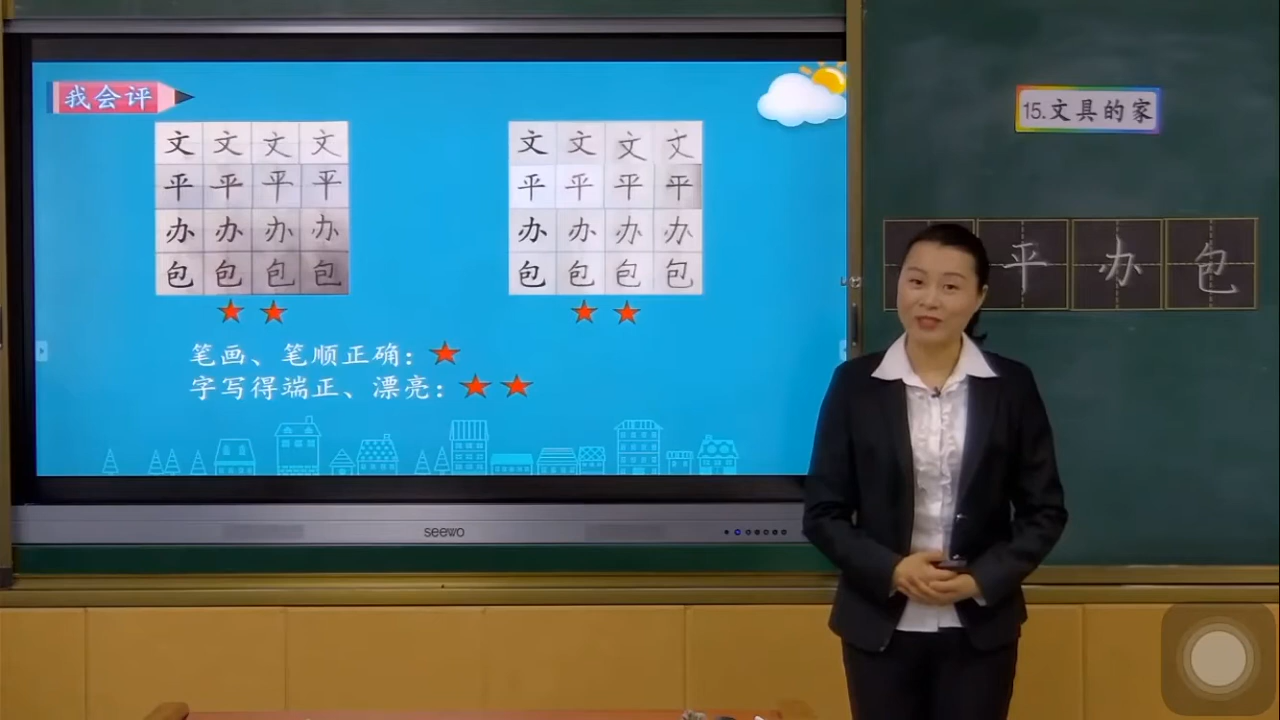 我会评
文文文文
平平平平
办办办办
包包包包
文文文文
平平平平
办办办办
包包包包
笔画、笔顺正确：
字写得端正、漂亮：
seewo
15.文具的家
平办包